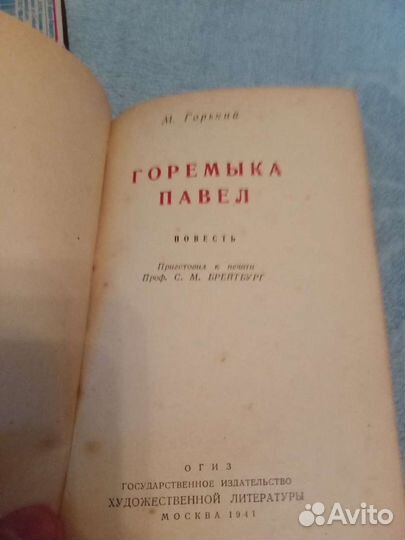 М. Горький
ГОРЕМЫКА
ПАВЕЛ
ПОВЕСТЬ
Приготовил к печати
Проф. С. М. БРЕЙТБУРГ
ОГИЗ
ГОСУДАРСТВЕННОЕ ИЗДАТЕЛЬСТВО
ХУДОЖЕСТВЕННОЙ ЛИТЕРАТУРЫ
МОСКВА 1941
Avito